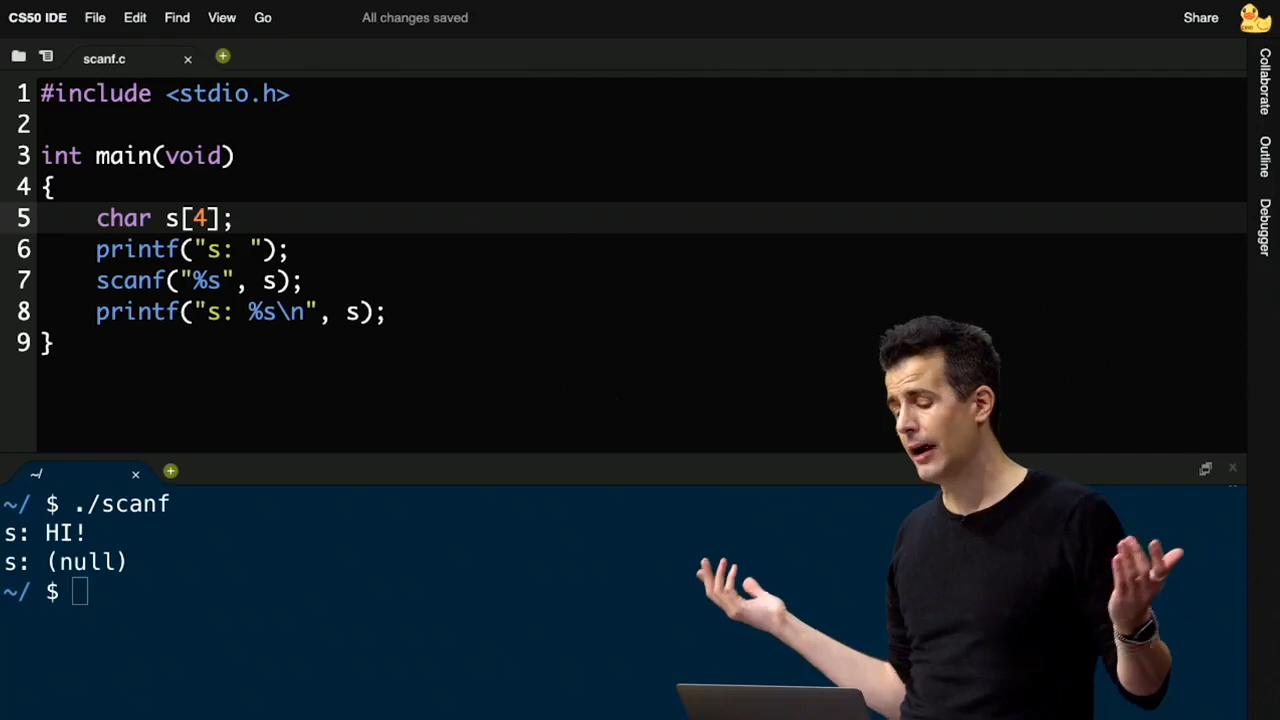 CS50 IDE File Edit Find View Go All changes saved Share
scanf.c
Collaborate
Outline
Debugger
1 #include <stdio.h>
2
3 int main(void)
4 {
5     char s[4];
6     printf("s: ");
7     scanf("%s", s);
8     printf("s: %s\n", s);
9 }
~/
~/ $ ./scanf
s: HI!
s: (null)
~/ $